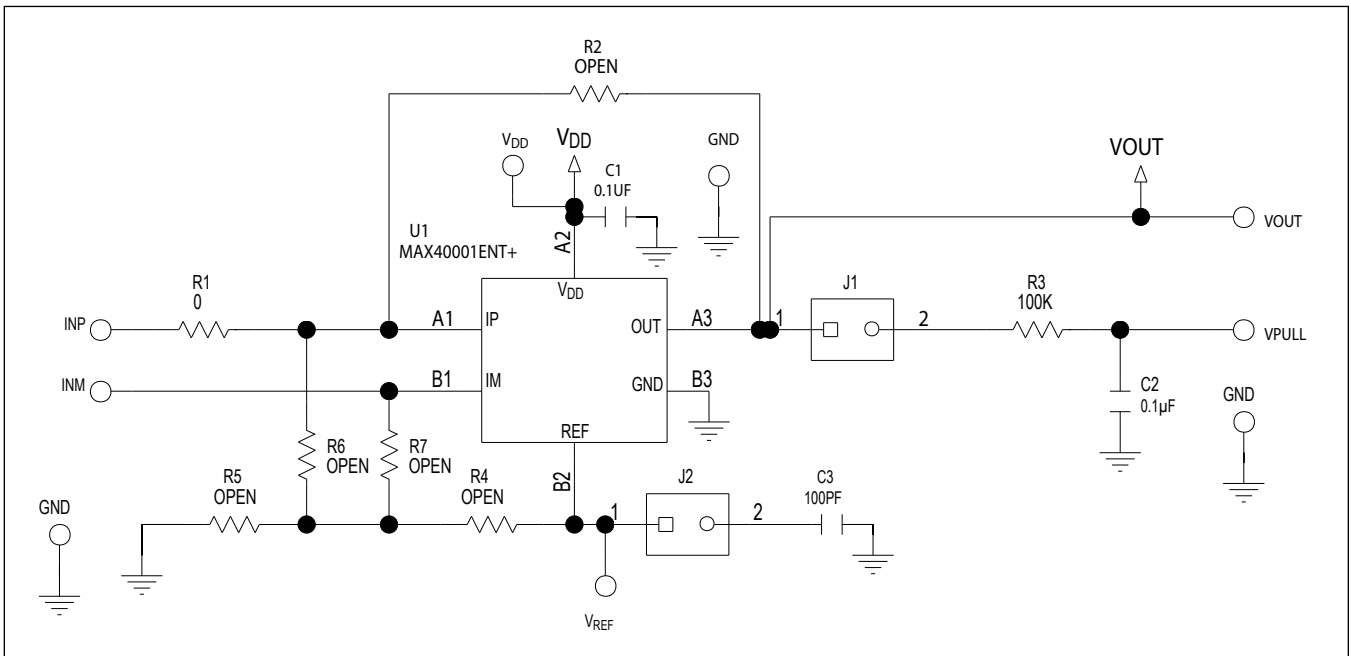 R2
OPEN
VDD
VDD
GND
C1
0.1UF
VOUT
VOUT
U1
MAX40001ENT+
A2
VDD
R1
0
J1
R3
100K
INP
A1
IP
OUT
A3
1
2
VPULL
INM
B1
IM
GND
B3
C2
0.1µF
GND
REF
R6
OPEN
R7
OPEN
R5
OPEN
R4
OPEN
B2
J2
C3
100PF
GND
1
2
VREF